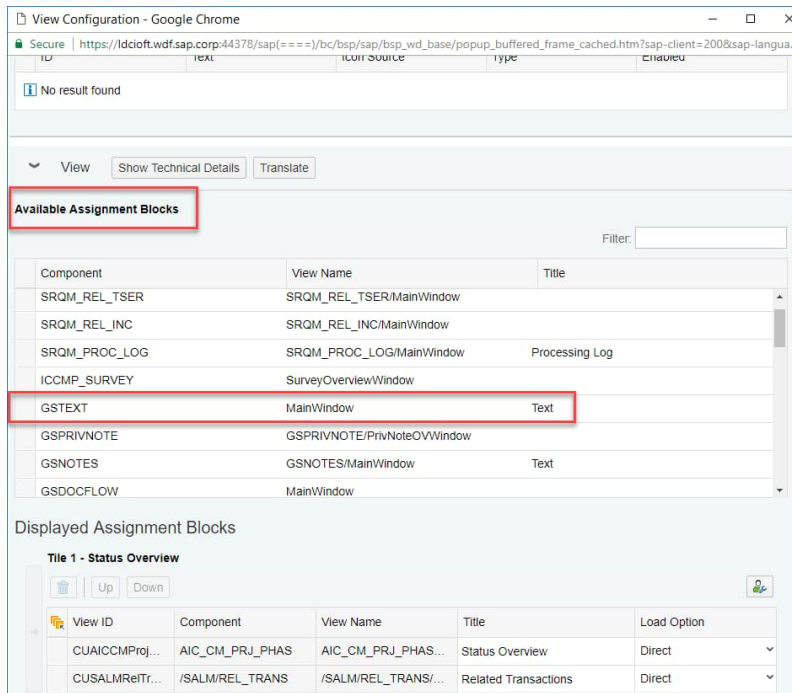 View Configuration - Google Chrome
Secure | https://ldcioft.wdf.sap.corp:44378/sap(====)/bc/bsp/sap/bsp_wd_base/popup_buffered_frame_cached.htm?sap-client=200&sap-langua.
ID Text Icon Source Type Enabled
No result found
View Show Technical Details Translate
Available Assignment Blocks
Filter:
Component View Name Title
SRQM_REL_TSER SRQM_REL_TSER/MainWindow
SRQM_REL_INC SRQM_REL_INC/MainWindow
SRQM_PROC_LOG SRQM_PROC_LOG/MainWindow Processing Log
ICCMP_SURVEY SurveyOverviewWindow
GSTEXT MainWindow Text
GSPRIVNOTE GSPRIVNOTE/PrivNoteOVWindow
GSNOTES GSNOTES/MainWindow Text
GSDOCFLOW MainWindow
Displayed Assignment Blocks
Tile 1 - Status Overview
Up Down
View ID Component View Name Title Load Option
CUAICCMProj... AIC_CM_PRJ_PHAS AIC_CM_PRJ_PHAS... Status Overview Direct
CUSALMRelTr... /SALM/REL_TRANS /SALM/REL_TRANS/... Related Transactions Direct